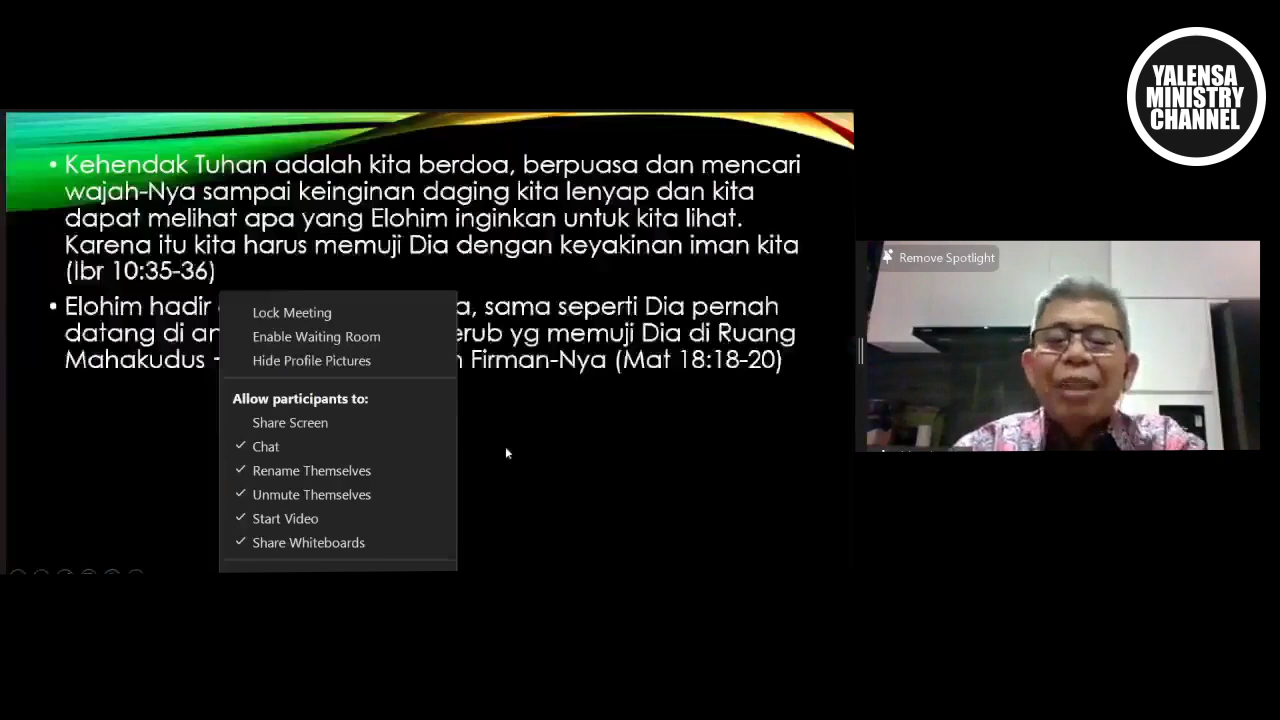 YALENSA
MINISTRY
CHANNEL
• Kehendak Tuhan adalah kita berdoa, berpuasa dan mencari
wajah-Nya sampai keinginan daging kita lenyap dan kita
dapat melihat apa yang Elohim inginkan untuk kita lihat.
Karena itu kita harus memuji Dia dengan keyakinan iman kita
(Ibr 10:35-36)
• Elohim hadir a, sama seperti Dia pernah
datang di an erub yg memuji Dia di Ruang
Mahakudus Firman-Nya (Mat 18:18-20)
Lock Meeting
Enable Waiting Room
Hide Profile Pictures
Allow participants to:
Share Screen
Chat
Rename Themselves
Unmute Themselves
Start Video
Share Whiteboards
Remove Spotlight